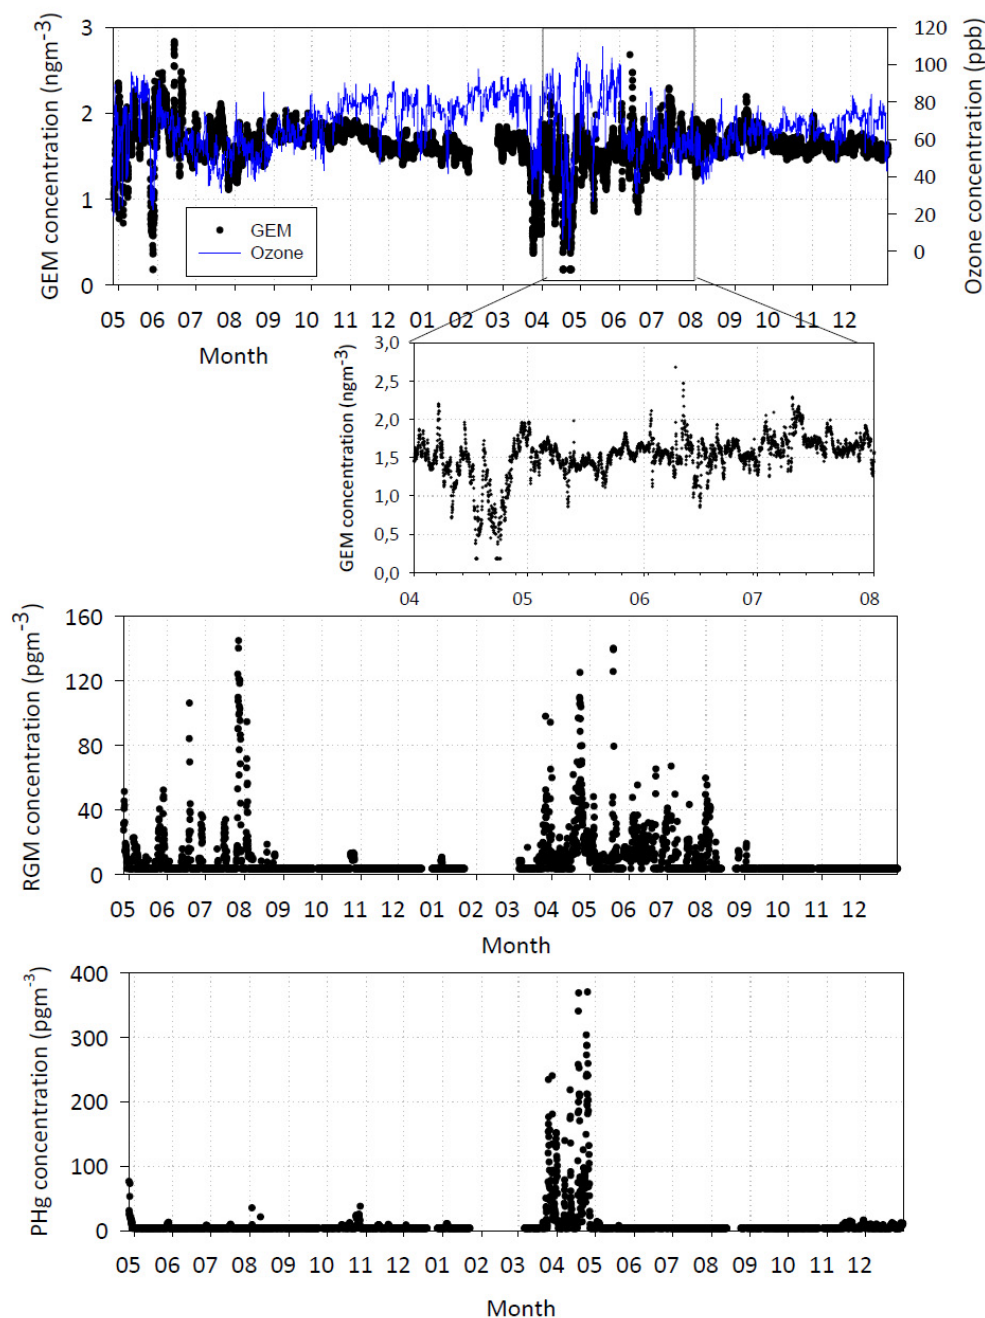 GEM concentration (ngm-3)
3
2
1
0
120
100
80
60
40
20
0
Ozone concentration (ppb)
GEM
Ozone
05 06 07 08 09 10 11 12 01 02 03 04 05 06 07 08 09 10 11 12
Month
GEM concentration (ngm-3)
3,0
2,5
2,0
1,5
1,0
0,5
0,0
04 05 06 07 08
RGM concentration (pgm-3)
160
120
80
40
0
05 06 07 08 09 10 11 12 01 02 03 04 05 06 07 08 09 10 11 12
Month
PHg concentration (pgm-3)
400
300
200
100
0
05 06 07 08 09 10 11 12 01 02 03 04 05 06 07 08 09 10 11 12
Month